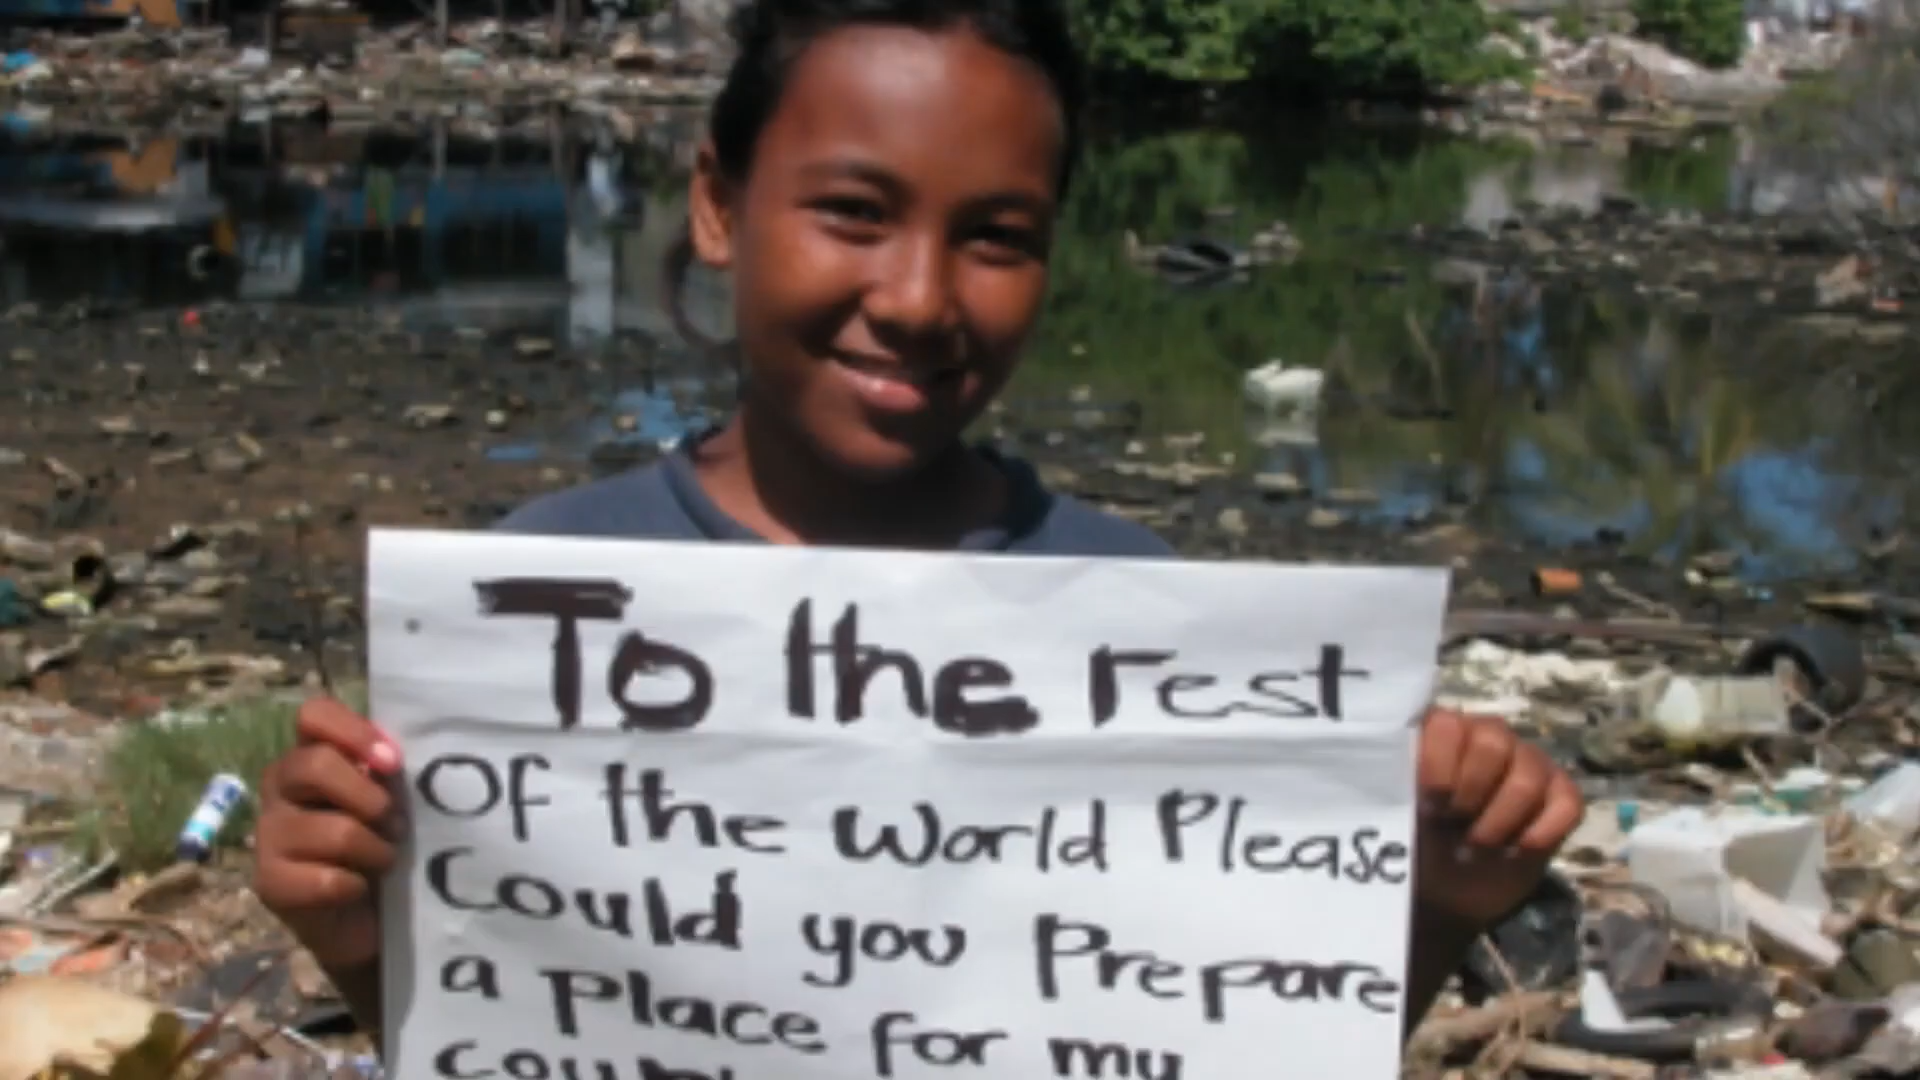 To the rest
Of the World Please
Could you Prepare
a Place for my